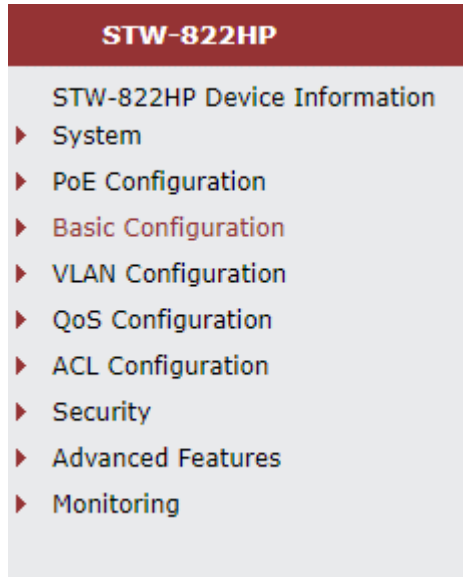 STW-822HP
STW-822HP Device Information
System
PoE Configuration
Basic Configuration
VLAN Configuration
QoS Configuration
ACL Configuration
Security
Advanced Features
Monitoring